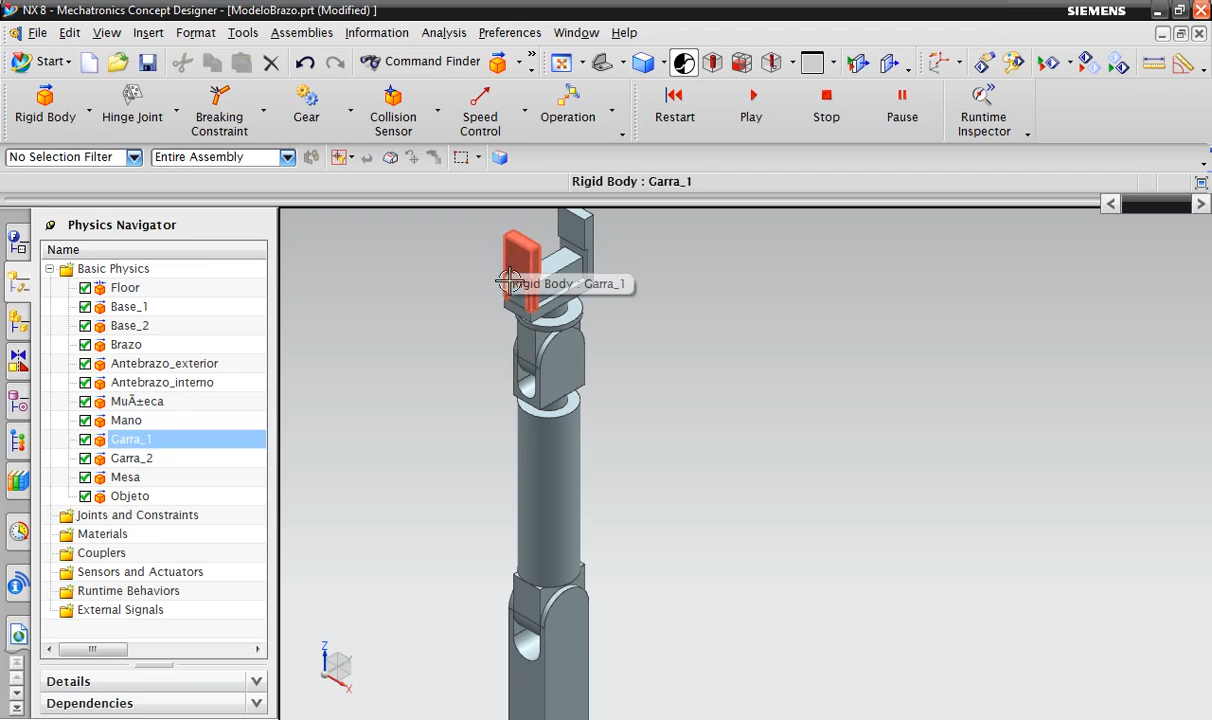 NX 8 - Mechatronics Concept Designer - [ModeloBrazo.prt (Modified) ]
SIEMENS
File Edit View Insert Format Tools Assemblies Information Analysis Preferences Window Help
Start Command Finder
Rigid Body Hinge Joint Breaking Constraint Gear Collision Sensor Speed Control Operation Restart Play Stop Pause Runtime Inspector
No Selection Filter Entire Assembly
Rigid Body : Garra_1
Physics Navigator
Name
Basic Physics
Floor
Base_1
Base_2
Brazo
Antebrazo_exterior
Antebrazo_interno
MuÃ±eca
Mano
Garra_1
Garra_2
Mesa
Objeto
Joints and Constraints
Materials
Couplers
Sensors and Actuators
Runtime Behaviors
External Signals
Details
Dependencies
Rigid Body : Garra_1
Z
X